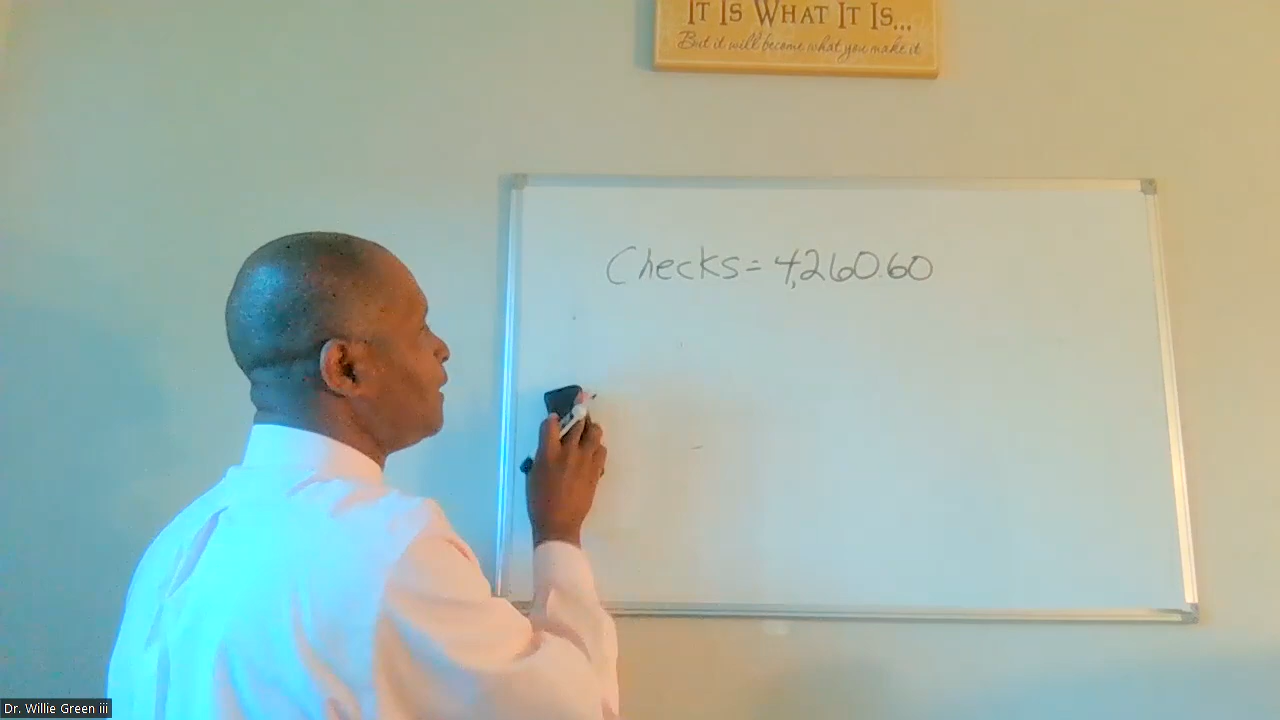 IT IS WHAT IT IS...
But it will become what you make it
Checks = 4,260.60
Dr. Willie Green iii